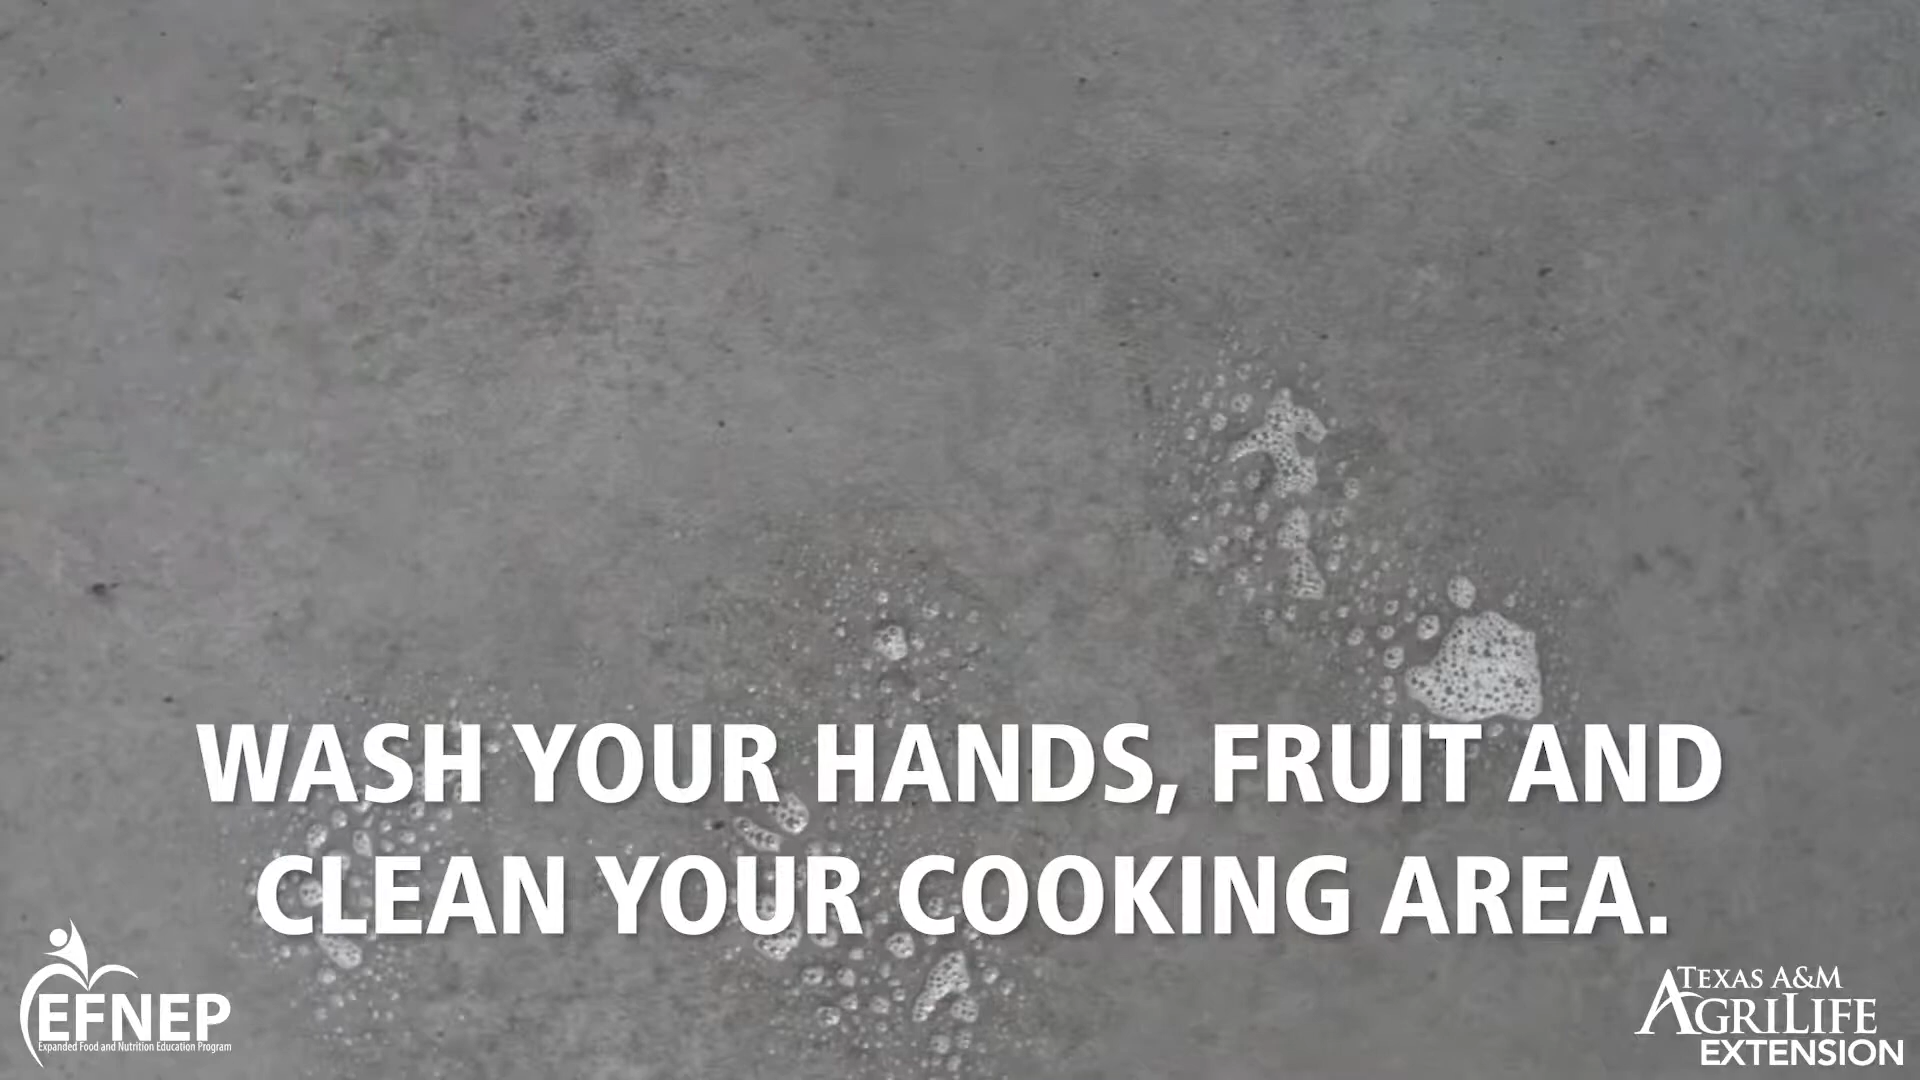 WASH YOUR HANDS, FRUIT AND
CLEAN YOUR COOKING AREA.
EFNEP
Expanded Food and Nutrition Education Program
TEXAS A&M
AGRILIFE
EXTENSION